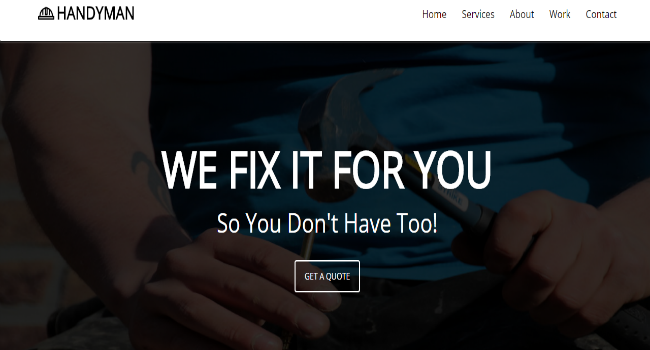 HANDYMAN
Home Services About Work Contact
WE FIX IT FOR YOU
So You Don't Have Too!
GET A QUOTE